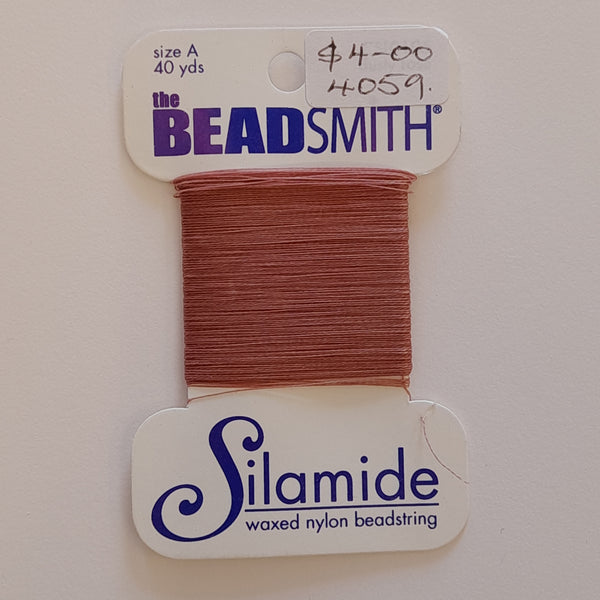 size A
40 yds
$4-00
4059.
the
BEADSMITH®
Silamide
waxed nylon beadstring